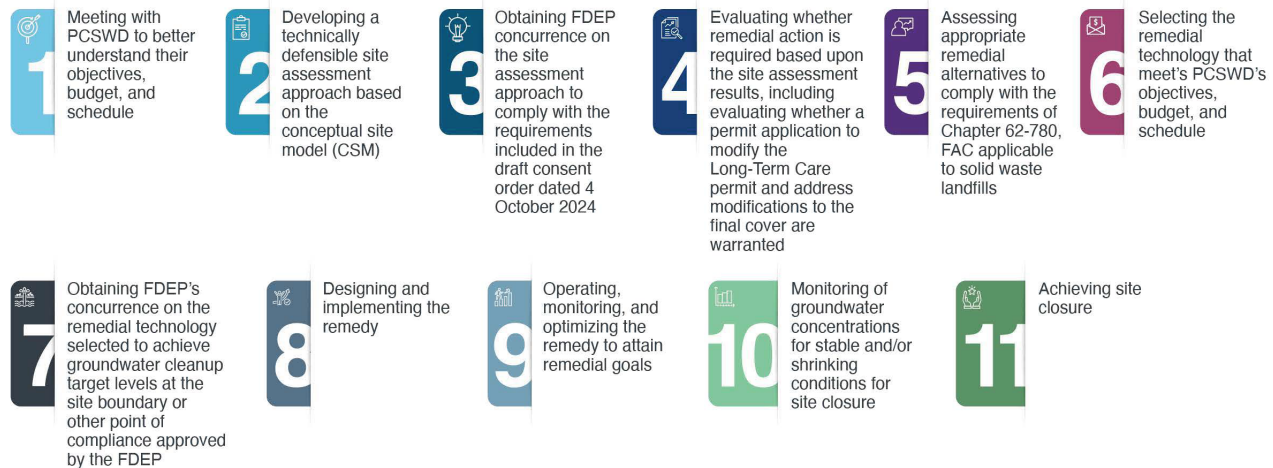 1
Meeting with
PCSWD to better
understand their
objectives,
budget, and
schedule
2
Developing a
technically
defensible site
assessment
approach based
on the
conceptual site
model (CSM)
3
Obtaining FDEP
concurrence on
the site
assessment
approach to
comply with the
requirements
included in the
draft consent
order dated 4
October 2024
4
Evaluating whether
remedial action is
required based upon
the site assessment
results, including
evaluating whether a
permit application to
modify the
Long-Term Care
permit and address
modifications to the
final cover are
warranted
5
Assessing
appropriate
remedial
alternatives to
comply with the
requirements of
Chapter 62-780,
FAC applicable
to solid waste
landfills
6
Selecting the
remedial
technology that
meet's PCSWD's
objectives,
budget, and
schedule
7
Obtaining FDEP's
concurrence on the
remedial technology
selected to achieve
groundwater cleanup
target levels at the
site boundary or
other point of
compliance approved
by the FDEP
8
Designing and
implementing the
remedy
9
Operating,
monitoring, and
optimizing the
remedy to attain
remedial goals
10
Monitoring of
groundwater
concentrations
for stable and/or
shrinking
conditions for
site closure
11
Achieving site
closure